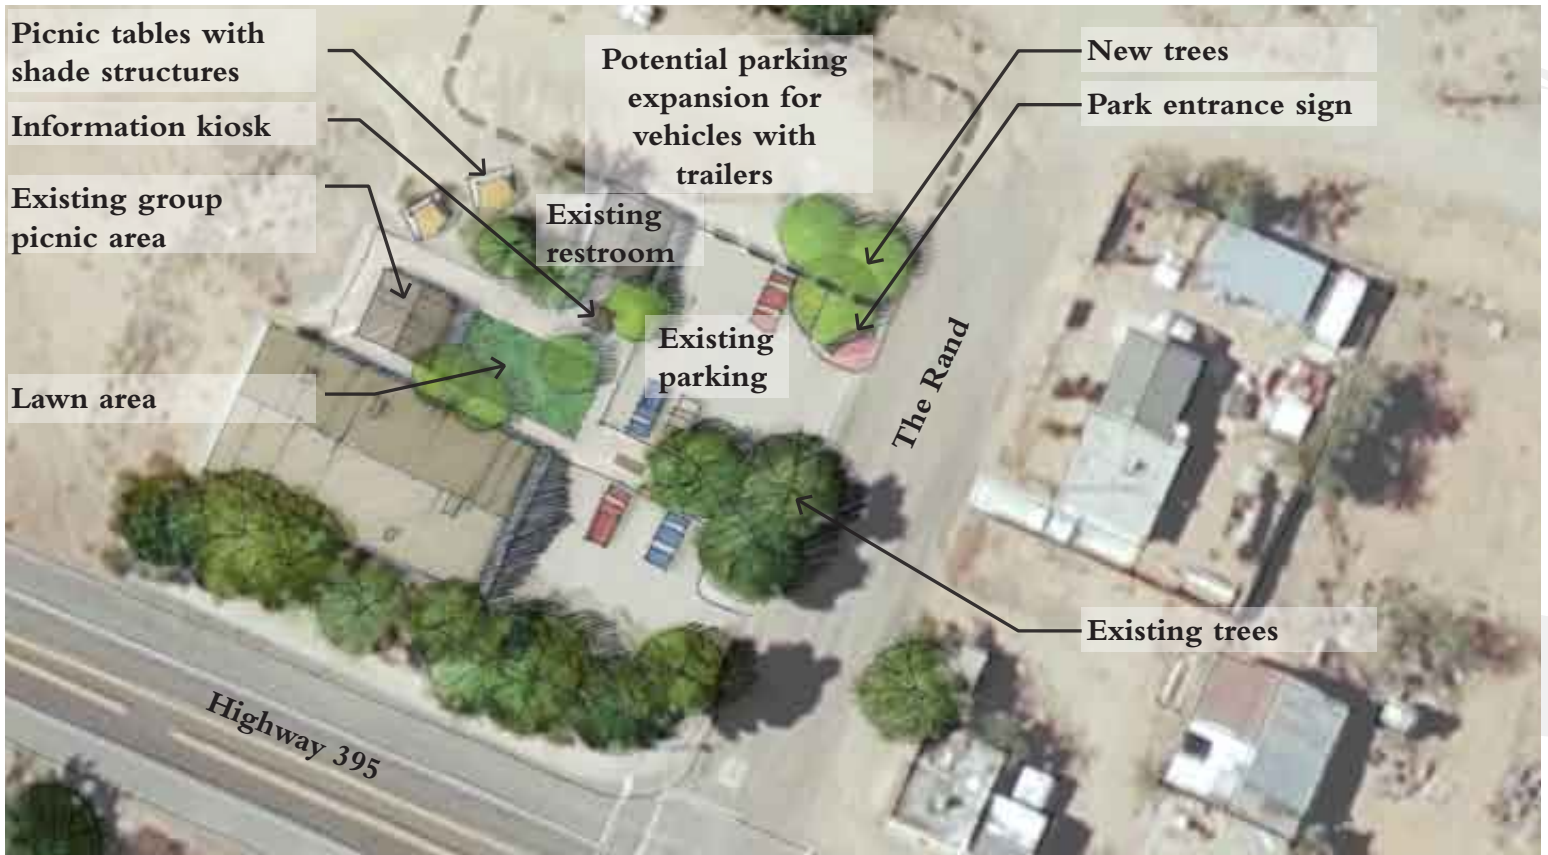 Picnic tables with
shade structures
Information kiosk
Existing group
picnic area
Lawn area
Potential parking
expansion for
vehicles with
trailers
Existing
restroom
Existing
parking
New trees
Park entrance sign
The Rand
Existing trees
Highway 395